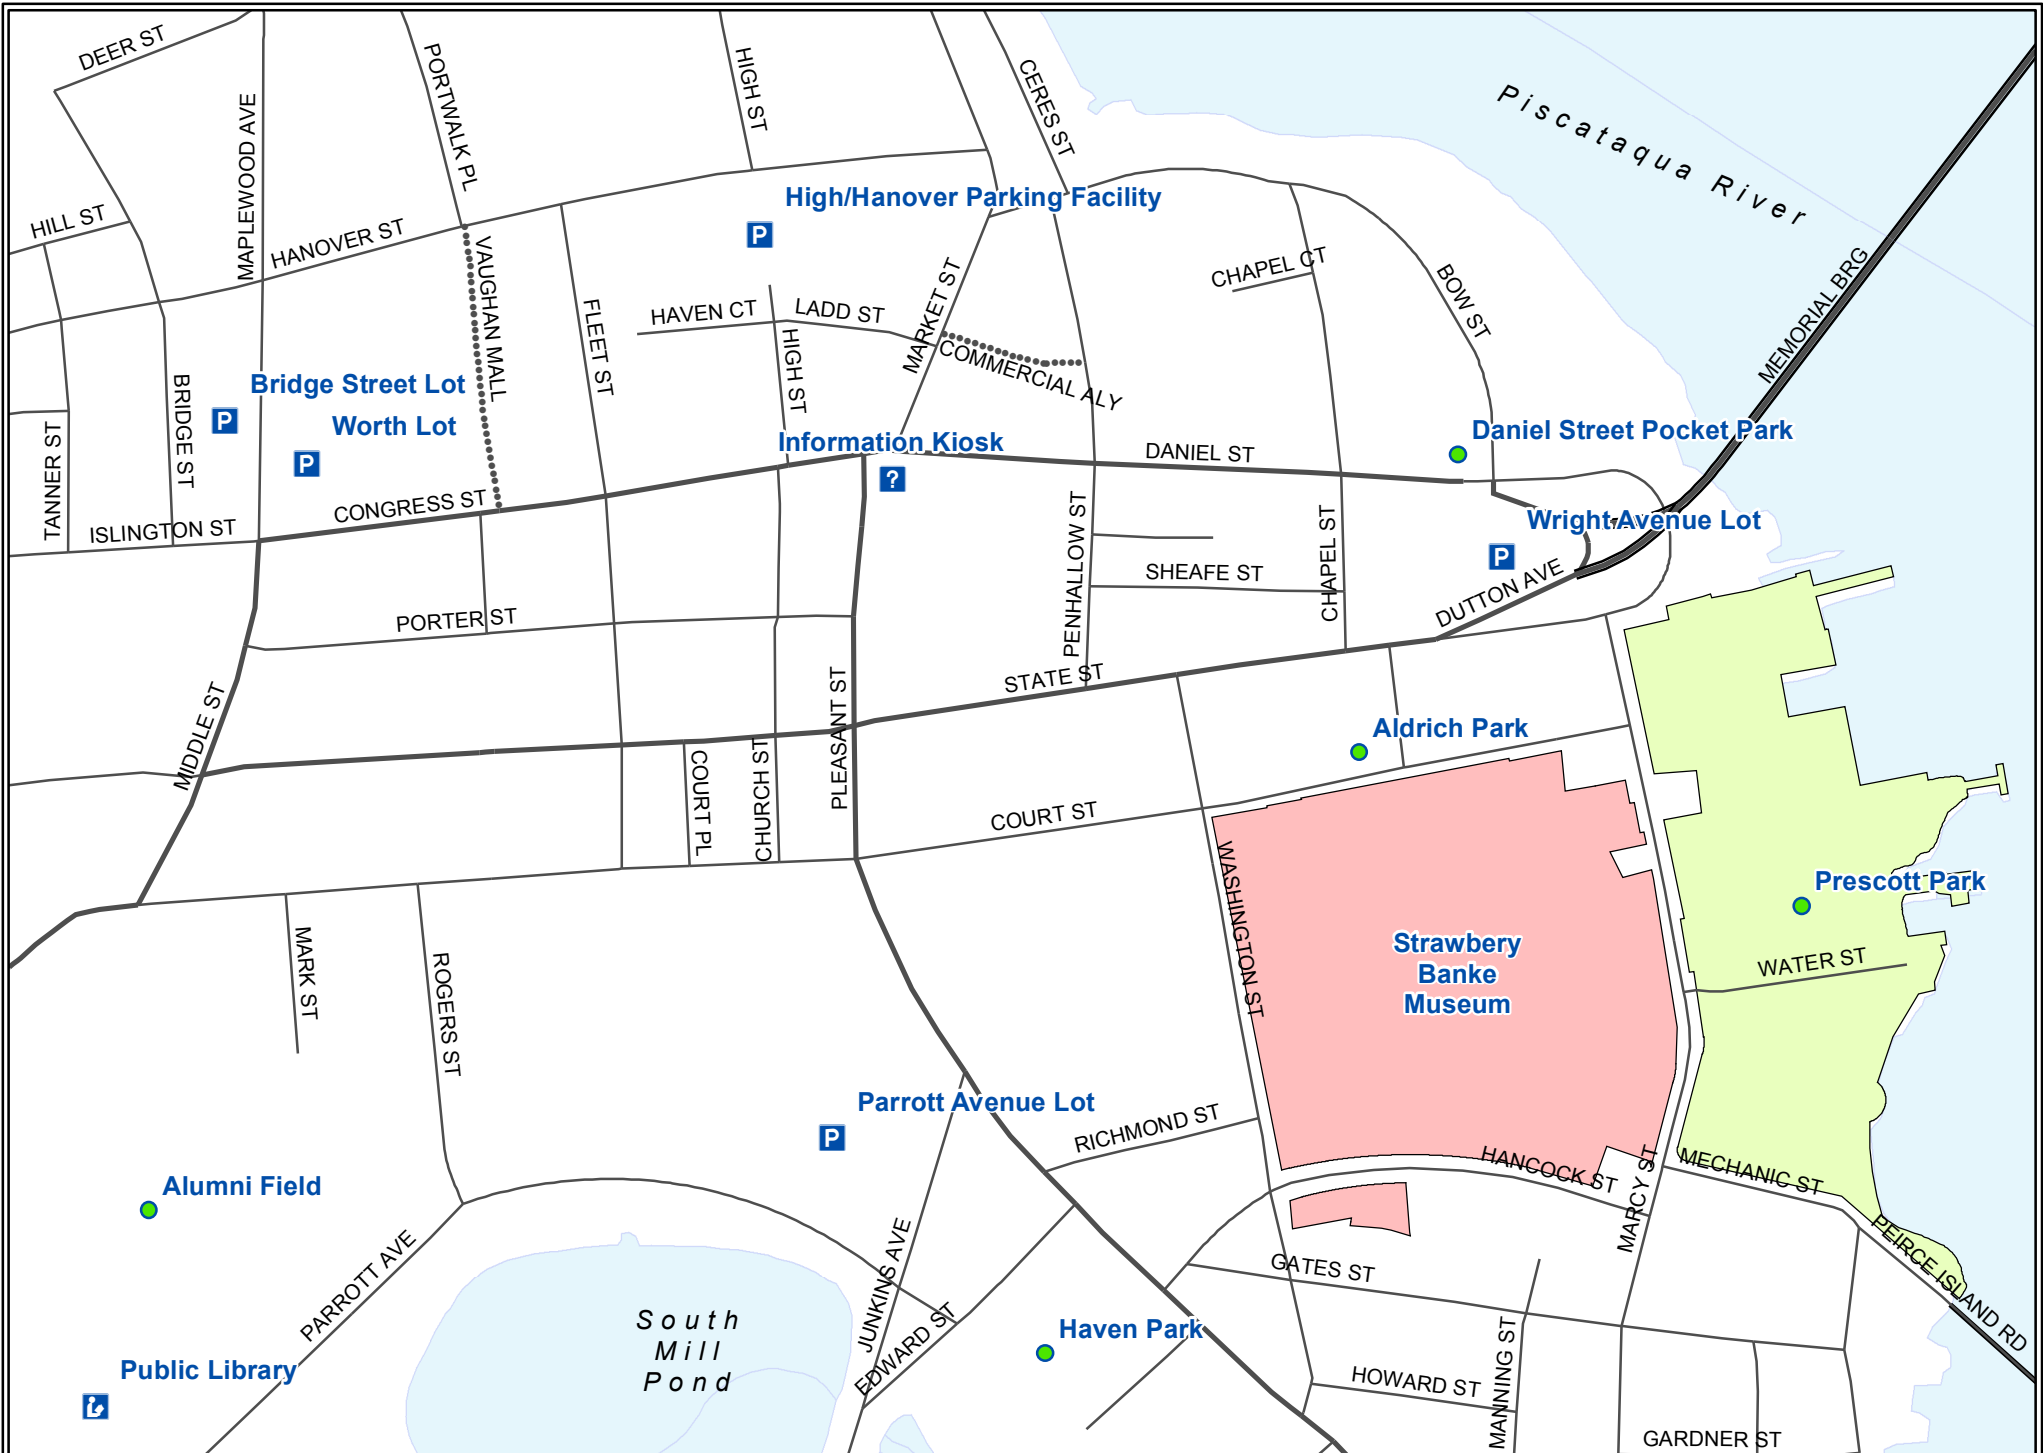 DEER ST
PORTWALK PL
HIGH ST
CERES ST
Piscataqua River
MAPLEWOOD AVE
HILL ST
HANOVER ST
High/Hanover Parking Facility
P
VAUGHAN MALL
FLEET ST
HAVEN CT
LADD ST
HIGH ST
MARKET ST
COMMERCIAL ALY
CHAPEL CT
BOW ST
MEMORIAL BRG
Bridge Street Lot
P
Worth Lot
P
BRIDGE ST
TANNER ST
ISLINGTON ST
CONGRESS ST
Information Kiosk
?
DANIEL ST
Daniel Street Pocket Park
Wright Avenue Lot
P
PENHALLOW ST
SHEAFE ST
CHAPEL ST
DUTTON AVE
PORTER ST
STATE ST
MIDDLE ST
PLEASANT ST
COURT PL
CHURCH ST
COURT ST
Aldrich Park
WASHINGTON ST
Prescott Park
Strawbery
Banke
Museum
WATER ST
MARK ST
ROGERS ST
Parrott Avenue Lot
P
RICHMOND ST
HANCOCK ST
MARCY ST
MECHANIC ST
PEIRCE ISLAND RD
Alumni Field
PARROTT AVE
JUNKINS AVE
EDWARD ST
GATES ST
South
Mill
Pond
Haven Park
Public Library
HOWARD ST
MANNING ST
GARDNER ST